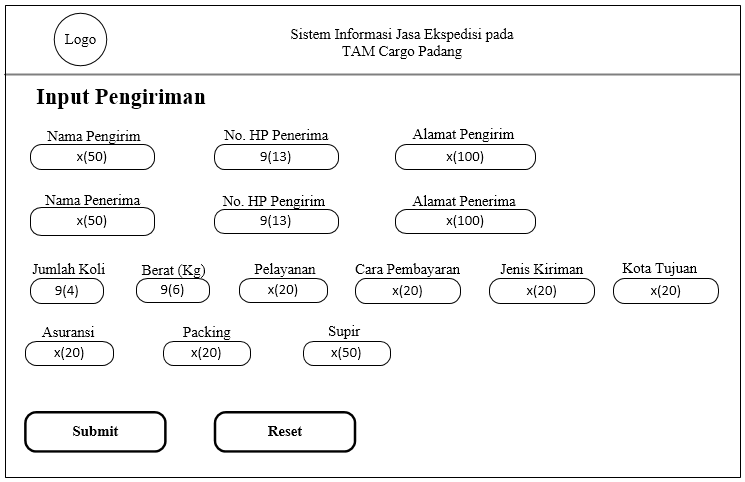 Logo
Sistem Informasi Jasa Ekspedisi pada
TAM Cargo Padang
Input Pengiriman
Nama Pengirim No. HP Penerima Alamat Pengirim
x(50) 9(13) x(100)
Nama Penerima No. HP Pengirim Alamat Penerima
x(50) 9(13) x(100)
Jumlah Koli Berat (Kg) Pelayanan Cara Pembayaran Jenis Kiriman Kota Tujuan
9(4) 9(6) x(20) x(20) x(20) x(20)
Asuransi Packing Supir
x(20) x(20) x(50)
Submit Reset